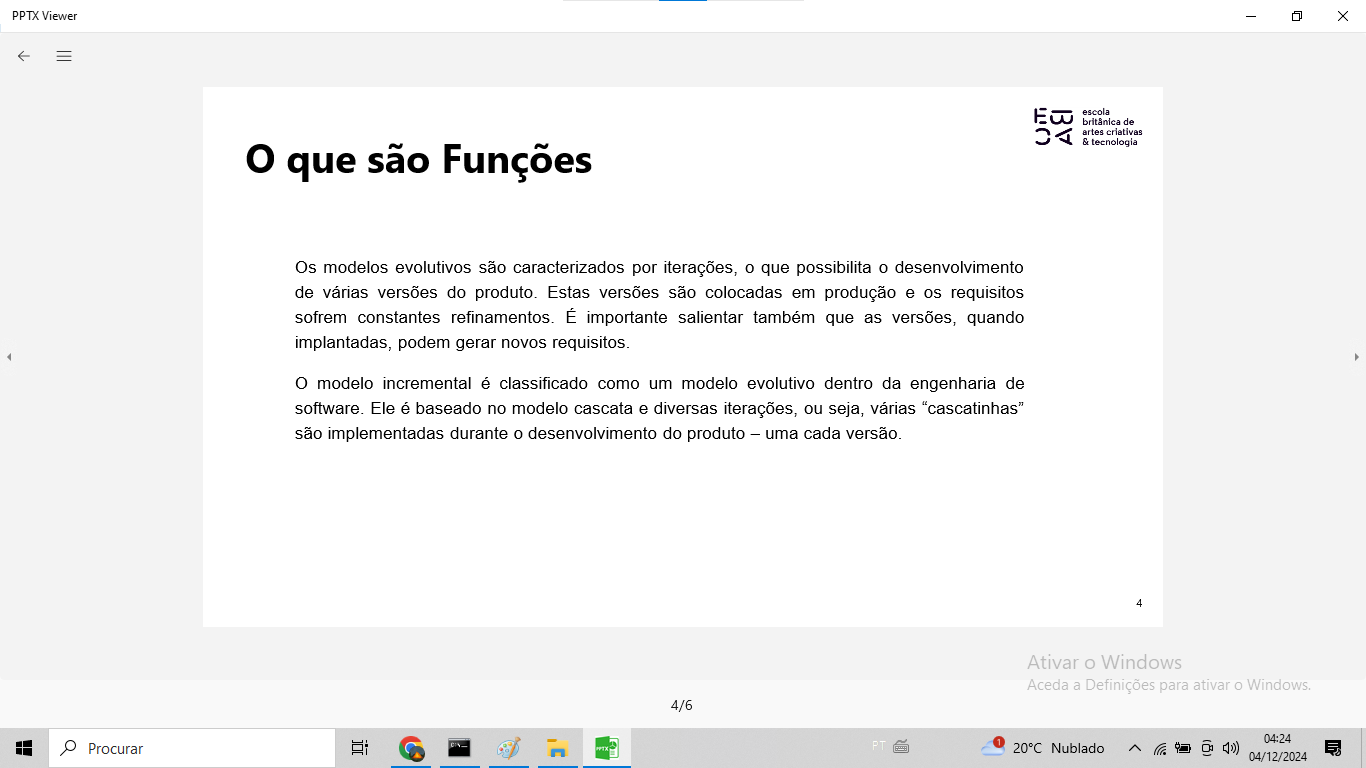 PPTX Viewer
escola
britânica de
artes criativas
& tecnologia
O que são Funções
Os modelos evolutivos são caracterizados por iterações, o que possibilita o desenvolvimento
de várias versões do produto. Estas versões são colocadas em produção e os requisitos
sofrem constantes refinamentos. É importante salientar também que as versões, quando
implantadas, podem gerar novos requisitos.
O modelo incremental é classificado como um modelo evolutivo dentro da engenharia de
software. Ele é baseado no modelo cascata e diversas iterações, ou seja, várias “cascatinhas”
são implementadas durante o desenvolvimento do produto – uma cada versão.
4
Ativar o Windows
Aceda a Definições para ativar o Windows.
4/6
Procurar
PPTX
PT
1
20°C Nublado
04:24
04/12/2024